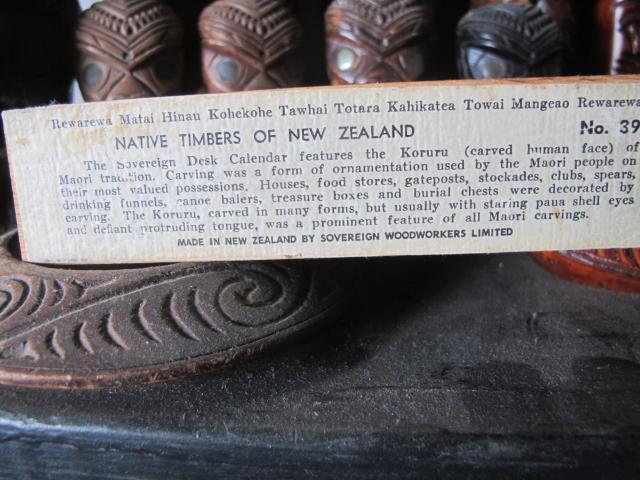 Rewarewa Matai Hinau Kohekohe Tawhai Totara Kahikatea Towai Mangeao Rewarewa
NATIVE TIMBERS OF NEW ZEALAND No. 39
The Sovereign Desk Calendar features the Koruru (carved human face) of
Maori tradition. Carving was a form of ornamentation used by the Maori people on
their most valued possessions. Houses, food stores, gateposts, stockades, clubs, spears,
drinking funnels, canoe balers, treasure boxes and burial chests were decorated by
carving. The Koruru, carved in many forms, but usually with staring paua shell eyes
and defiant protruding tongue, was a prominent feature of all Maori carvings.
MADE IN NEW ZEALAND BY SOVEREIGN WOODWORKERS LIMITED